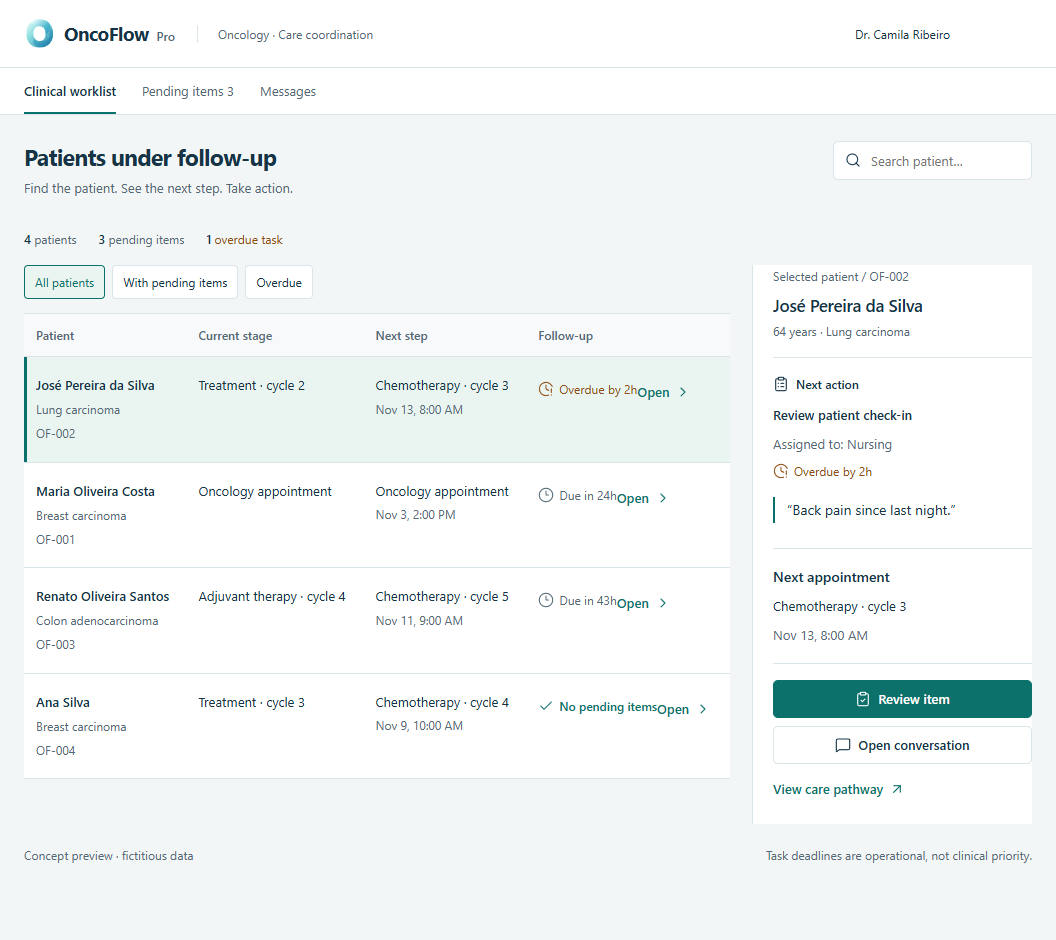 OncoFlow Pro
Oncology · Care coordination
Dr. Camila Ribeiro
Clinical worklist
Pending items 3
Messages
Patients under follow-up
Find the patient. See the next step. Take action.
Search patient...
4 patients
3 pending items
1 overdue task
All patients
With pending items
Overdue
Patient
Current stage
Next step
Follow-up
José Pereira da Silva
Lung carcinoma
OF-002
Treatment · cycle 2
Chemotherapy · cycle 3
Nov 13, 8:00 AM
Overdue by 2h
Open
Maria Oliveira Costa
Breast carcinoma
OF-001
Oncology appointment
Oncology appointment
Nov 3, 2:00 PM
Due in 24h
Open
Renato Oliveira Santos
Colon adenocarcinoma
OF-003
Adjuvant therapy · cycle 4
Chemotherapy · cycle 5
Nov 11, 9:00 AM
Due in 43h
Open
Ana Silva
Breast carcinoma
OF-004
Treatment · cycle 3
Chemotherapy · cycle 4
Nov 9, 10:00 AM
No pending items
Open
Selected patient / OF-002
José Pereira da Silva
64 years · Lung carcinoma
Next action
Review patient check-in
Assigned to: Nursing
Overdue by 2h
“Back pain since last night.”
Next appointment
Chemotherapy · cycle 3
Nov 13, 8:00 AM
Review item
Open conversation
View care pathway
Concept preview · fictitious data
Task deadlines are operational, not clinical priority.